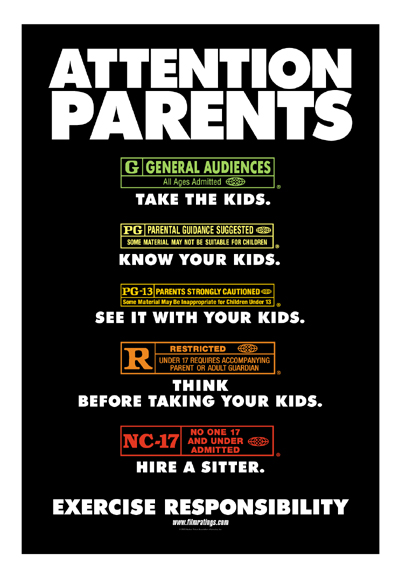 ATTENTION
PARENTS
G GENERAL AUDIENCES
All Ages Admitted
®
TAKE THE KIDS.
PG PARENTAL GUIDANCE SUGGESTED
SOME MATERIAL MAY NOT BE SUITABLE FOR CHILDREN
®
KNOW YOUR KIDS.
PG-13 PARENTS STRONGLY CAUTIONED
Some Material May Be Inappropriate for Children Under 13
®
SEE IT WITH YOUR KIDS.
R RESTRICTED
UNDER 17 REQUIRES ACCOMPANYING
PARENT OR ADULT GUARDIAN
®
THINK
BEFORE TAKING YOUR KIDS.
NC-17 NO ONE 17
AND UNDER
ADMITTED
®
HIRE A SITTER.
EXERCISE RESPONSIBILITY
www.filmratings.com